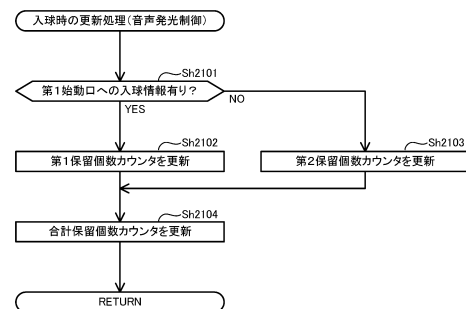 入球時の更新処理(音声発光制御)
Sh2101
第1始動口への入球情報有り?
YES
NO
Sh2102
第1保留個数カウンタを更新
Sh2103
第2保留個数カウンタを更新
Sh2104
合計保留個数カウンタを更新
RETURN